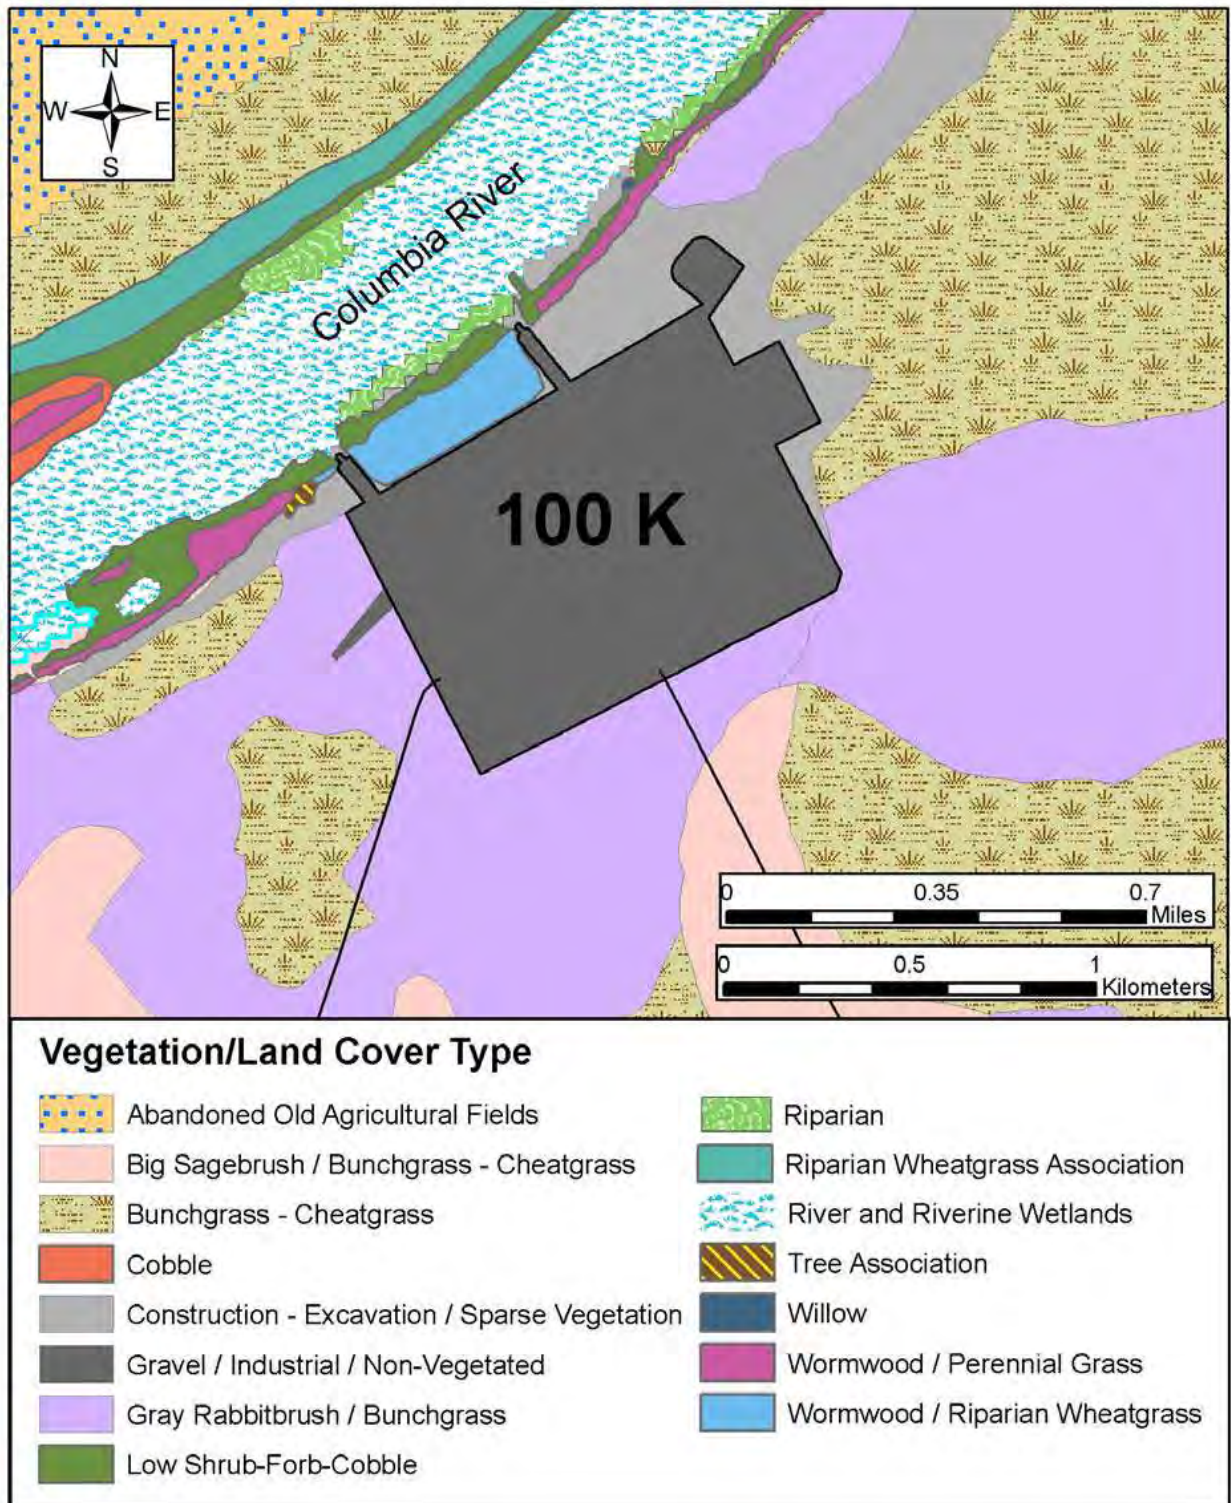 N
W E
S
Columbia River
100 K
0 0.35 0.7
Miles
0 0.5 1
Kilometers
Vegetation/Land Cover Type
Abandoned Old Agricultural Fields
Big Sagebrush / Bunchgrass - Cheatgrass
Bunchgrass - Cheatgrass
Cobble
Construction - Excavation / Sparse Vegetation
Gravel / Industrial / Non-Vegetated
Gray Rabbitbrush / Bunchgrass
Low Shrub-Forb-Cobble
Riparian
Riparian Wheatgrass Association
River and Riverine Wetlands
Tree Association
Willow
Wormwood / Perennial Grass
Wormwood / Riparian Wheatgrass